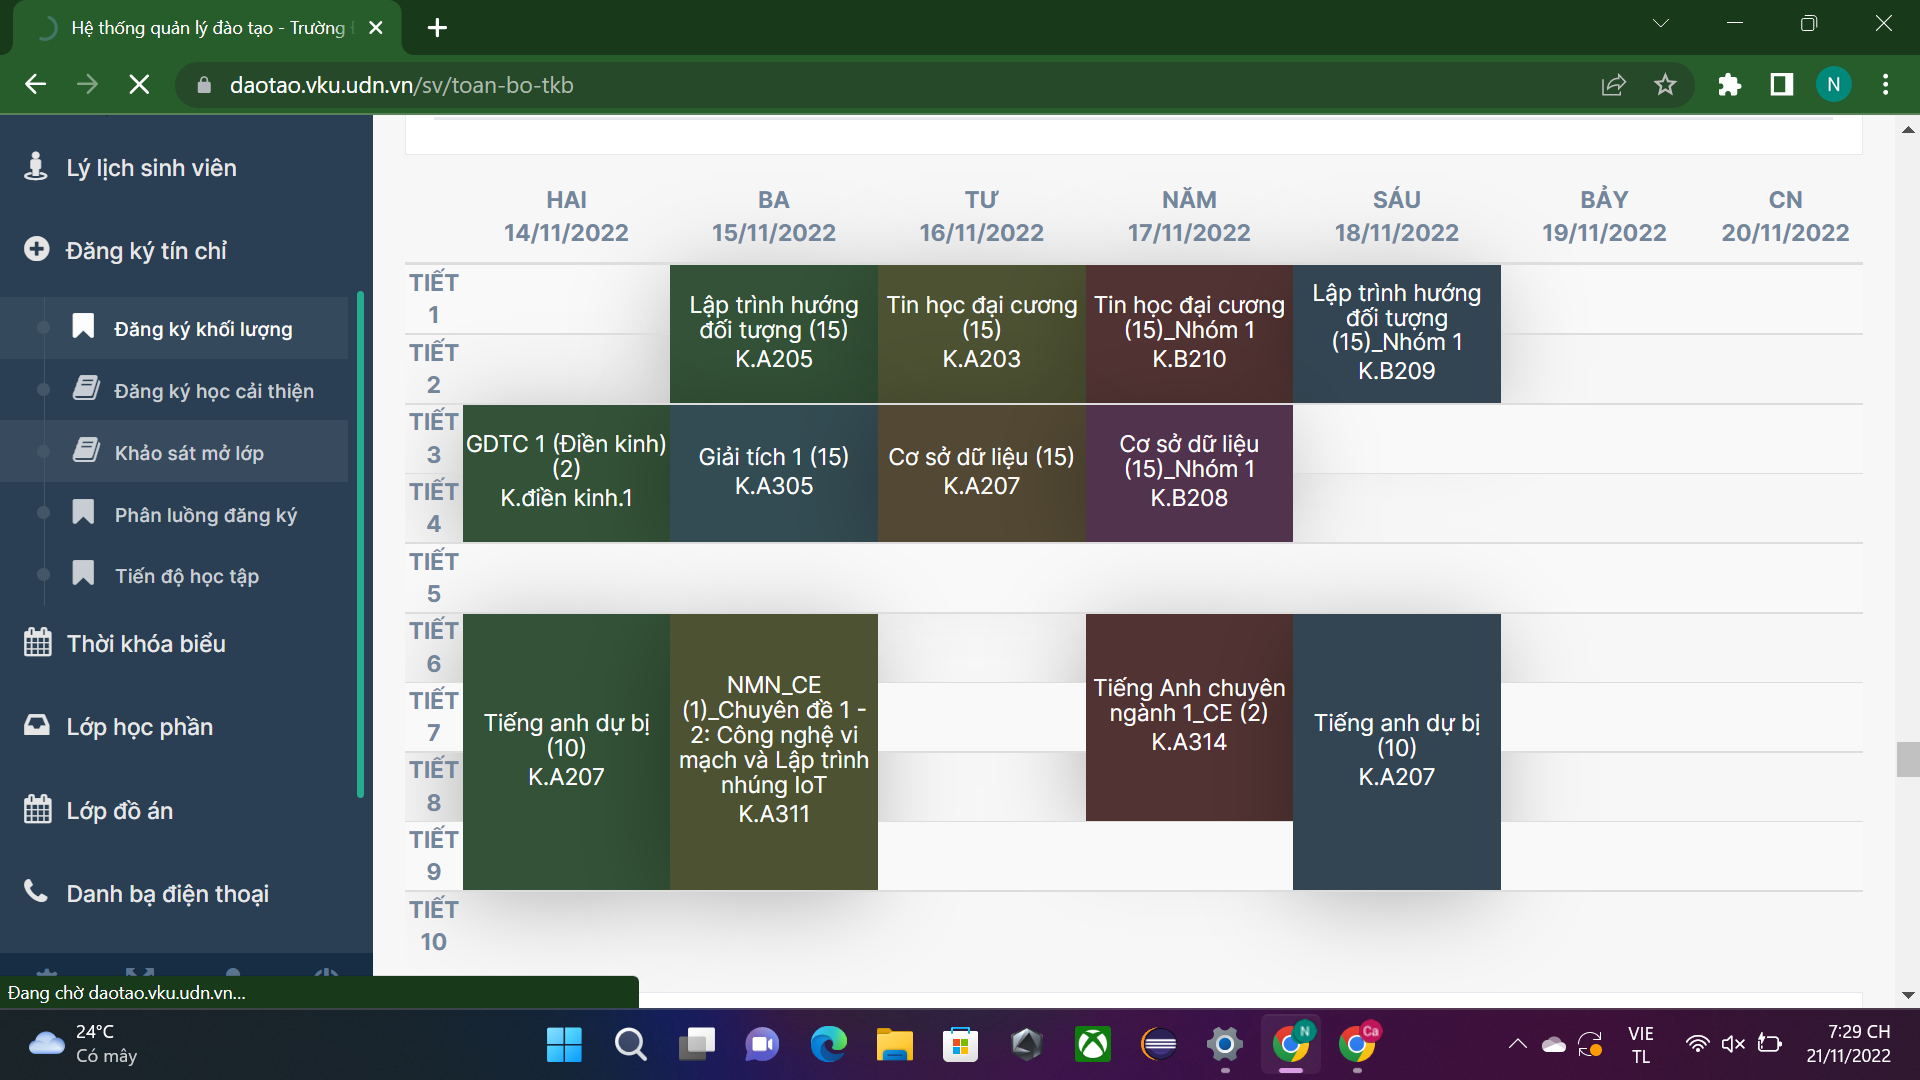 Hệ thống quản lý đào tạo - Trường
daotao.vku.udn.vn/sv/toan-bo-tkb
N
Lý lịch sinh viên
Đăng ký tín chỉ
Đăng ký khối lượng
Đăng ký học cải thiện
Khảo sát mở lớp
Phân luồng đăng ký
Tiến độ học tập
Thời khóa biểu
Lớp học phần
Lớp đồ án
Danh bạ điện thoại
HAI
14/11/2022
BA
15/11/2022
TƯ
16/11/2022
NĂM
17/11/2022
SÁU
18/11/2022
BẢY
19/11/2022
CN
20/11/2022
TIẾT
1
TIẾT
2
Lập trình hướng
đối tượng (15)
K.A205
Tin học đại cương
(15)
K.A203
Tin học đại cương
(15)_Nhóm 1
K.B210
Lập trình hướng
đối tượng
(15)_Nhóm 1
K.B209
TIẾT
3
TIẾT
4
GDTC 1 (Điền kinh)
(2)
K.điền kinh.1
Giải tích 1 (15)
K.A305
Cơ sở dữ liệu (15)
K.A207
Cơ sở dữ liệu
(15)_Nhóm 1
K.B208
TIẾT
5
TIẾT
6
TIẾT
7
TIẾT
8
TIẾT
9
Tiếng anh dự bị
(10)
K.A207
NMN_CE
(1)_Chuyên đề 1 -
2: Công nghệ vi
mạch và Lập trình
nhúng IoT
K.A311
Tiếng Anh chuyên
ngành 1_CE (2)
K.A314
Tiếng anh dự bị
(10)
K.A207
TIẾT
10
Đang chờ daotao.vku.udn.vn...
24°C
Có mây
N
Ca
VIE
TL
7:29 CH
21/11/2022